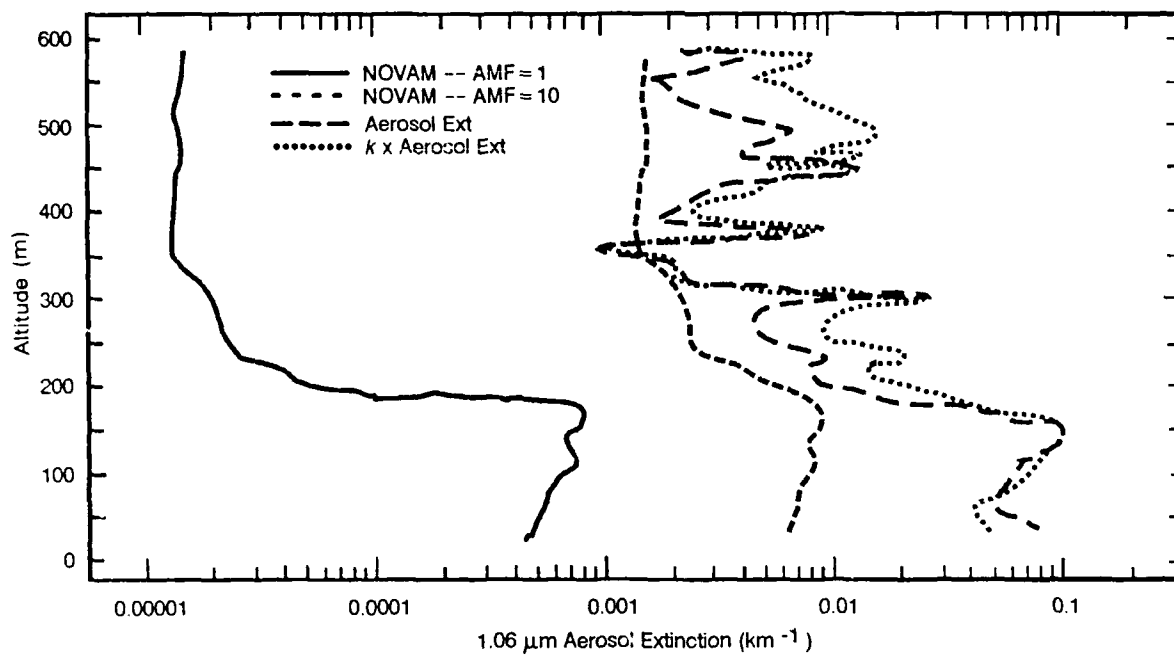 600
500
400
300
200
100
0
Altitude (m)
NOVAM -- AMF = 1
NOVAM -- AMF = 10
Aerosol Ext
k x Aerosol Ext
0.00001
0.0001
0.001
0.01
0.1
1.06 μm Aerosol Extinction (km⁻¹)